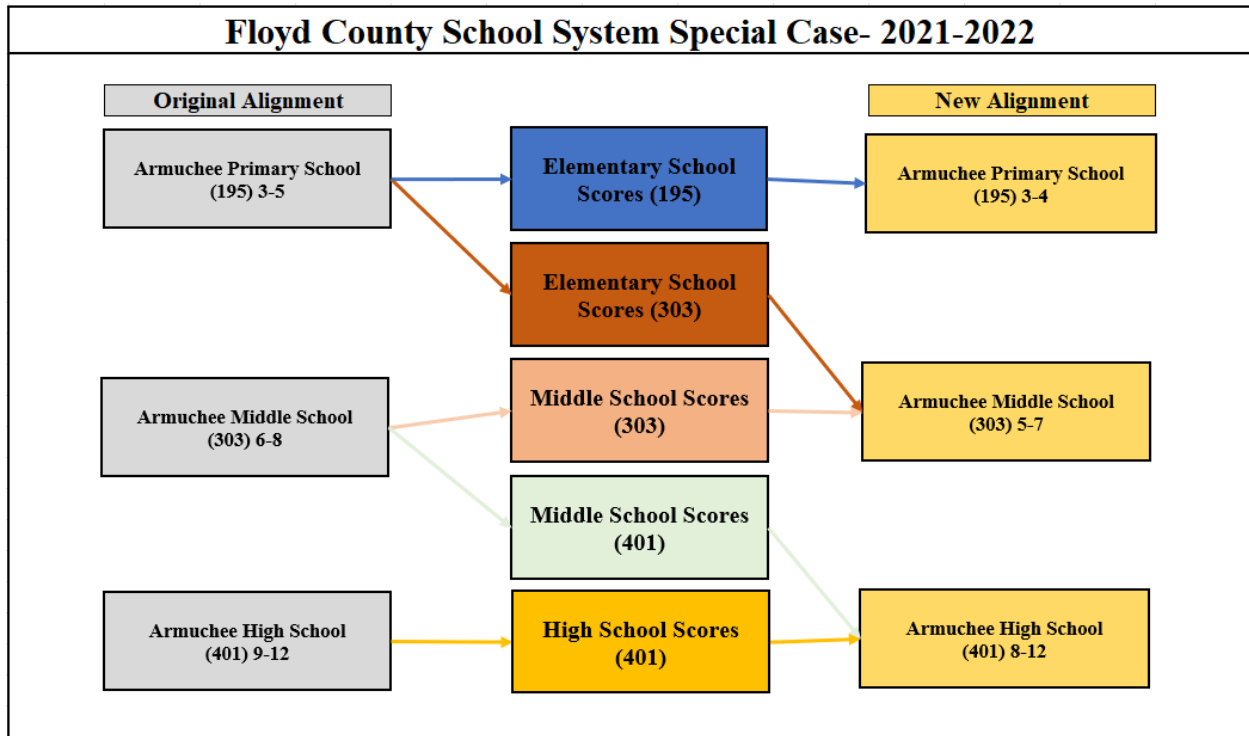 Floyd County School System Special Case- 2021-2022
Original Alignment
New Alignment
Armuchee Primary School
(195) 3-5
Elementary School
Scores (195)
Armuchee Primary School
(195) 3-4
Elementary School
Scores (303)
Armuchee Middle School
(303) 6-8
Middle School Scores
(303)
Armuchee Middle School
(303) 5-7
Middle School Scores
(401)
Armuchee High School
(401) 9-12
High School Scores
(401)
Armuchee High School
(401) 8-12